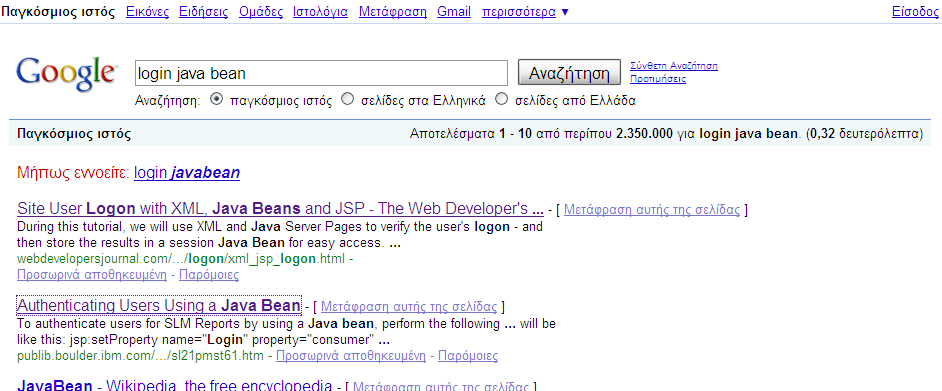 Παγκόσμιος ιστός Εικόνες Ειδήσεις Ομάδες Ιστολόγια Μετάφραση Gmail περισσότερα ▼ Είσοδος
Google™ login java bean Αναζήτηση Σύνθετη Αναζήτηση
Προτιμήσεις
Αναζήτηση: παγκόσμιος ιστός σελίδες στα Ελληνικά σελίδες από Ελλάδα
Παγκόσμιος ιστός Αποτελέσματα 1 - 10 από περίπου 2.350.000 για login java bean. (0,32 δευτερόλεπτα)
Μήπως εννοείτε: login javabean
Site User Logon with XML, Java Beans and JSP - The Web Developer's ... - [ Μετάφραση αυτής της σελίδας ]
During this tutorial, we will use XML and Java Server Pages to verify the user's logon - and
then store the results in a session Java Bean for easy access. ...
webdevelopersjournal.com/.../logon/xml_jsp_logon.html -
Προσωρινά αποθηκευμένη - Παρόμοιες
Authenticating Users Using a Java Bean - [ Μετάφραση αυτής της σελίδας ]
To authenticate users for SLM Reports by using a Java bean, perform the following ... will be
like this: jsp:setProperty name="Login" property="consumer" ...
publib.boulder.ibm.com/.../sl21pmst61.htm - Προσωρινά αποθηκευμένη - Παρόμοιες
JavaBean - Wikipedia, the free encyclopedia - [ Μετάφραση αυτής της σελίδας ]